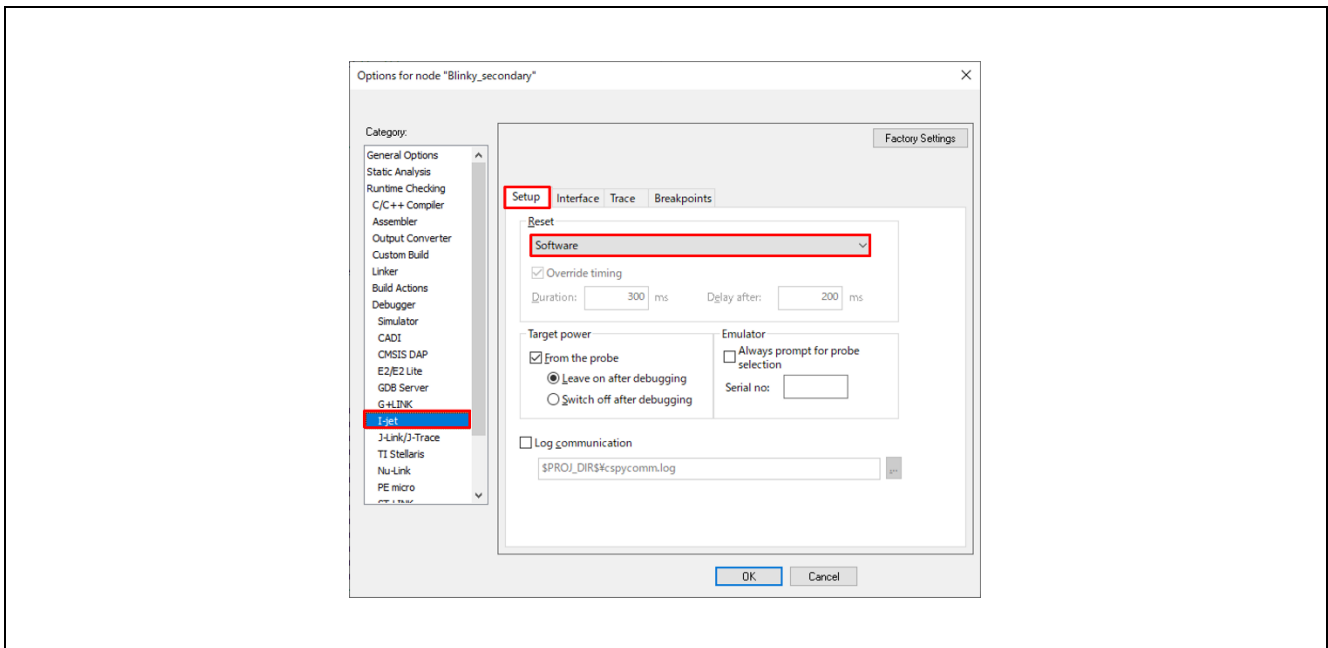 Options for node "Blinky_secondary"
Category:
Factory Settings
General Options
Static Analysis
Runtime Checking
C/C++ Compiler
Assembler
Output Converter
Custom Build
Linker
Build Actions
Debugger
Simulator
CADI
CMSIS DAP
E2/E2 Lite
GDB Server
G+LINK
I-jet
J-Link/J-Trace
TI Stellaris
Nu-Link
PE micro
Setup Interface Trace Breakpoints
Reset
Software
Override timing
Duration: 300 ms Delay after: 200 ms
Target power
From the probe
Leave on after debugging
Switch off after debugging
Emulator
Always prompt for probe
selection
Serial no:
Log communication
$PROJ_DIR$¥cspycomm.log
...
OK Cancel